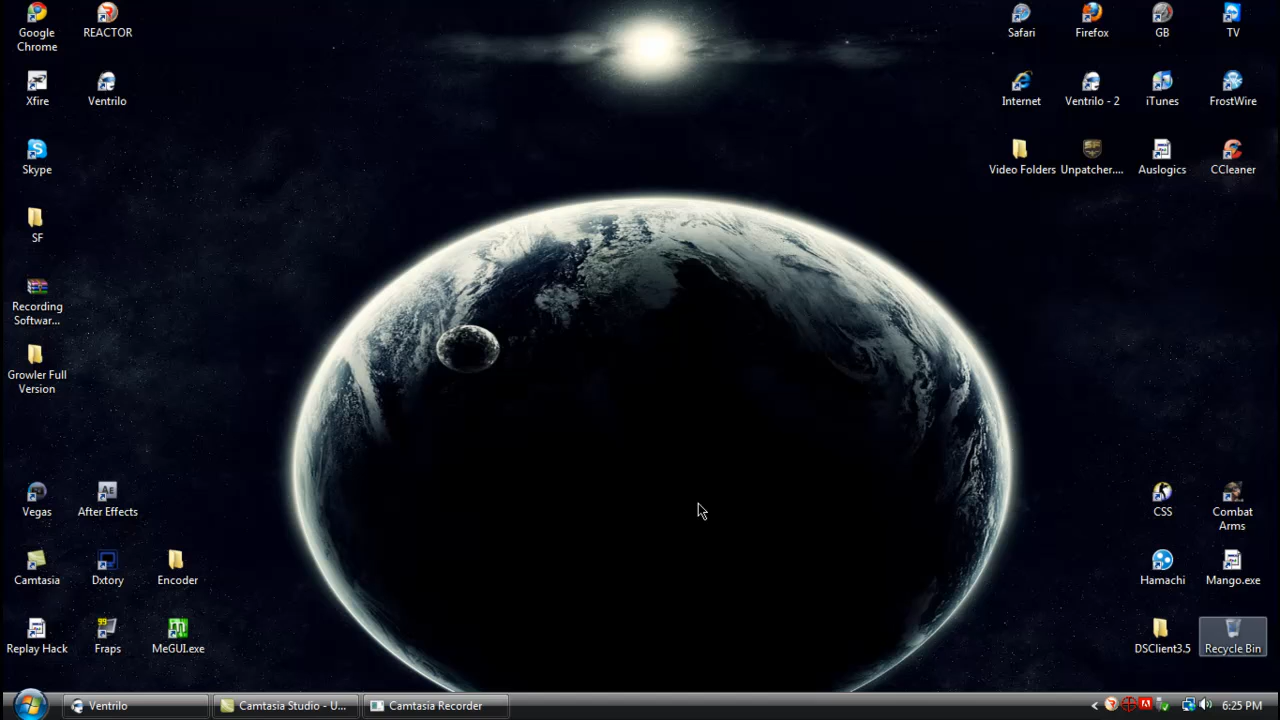 Google
Chrome
REACTOR
Safari
Firefox
GB
TV
Xfire
Ventrilo
Internet
Ventrilo - 2
iTunes
FrostWire
Skype
Video Folders
Unpatcher....
Auslogics
CCleaner
SF
Recording
Softwar...
Growler Full
Version
Vegas
After Effects
CSS
Combat
Arms
Camtasia
Dxtory
Encoder
Hamachi
Mango.exe
Replay Hack
Fraps
MeGUI.exe
DSClient3.5
Recycle Bin
Ventrilo
Camtasia Studio - U...
Camtasia Recorder
6:25 PM